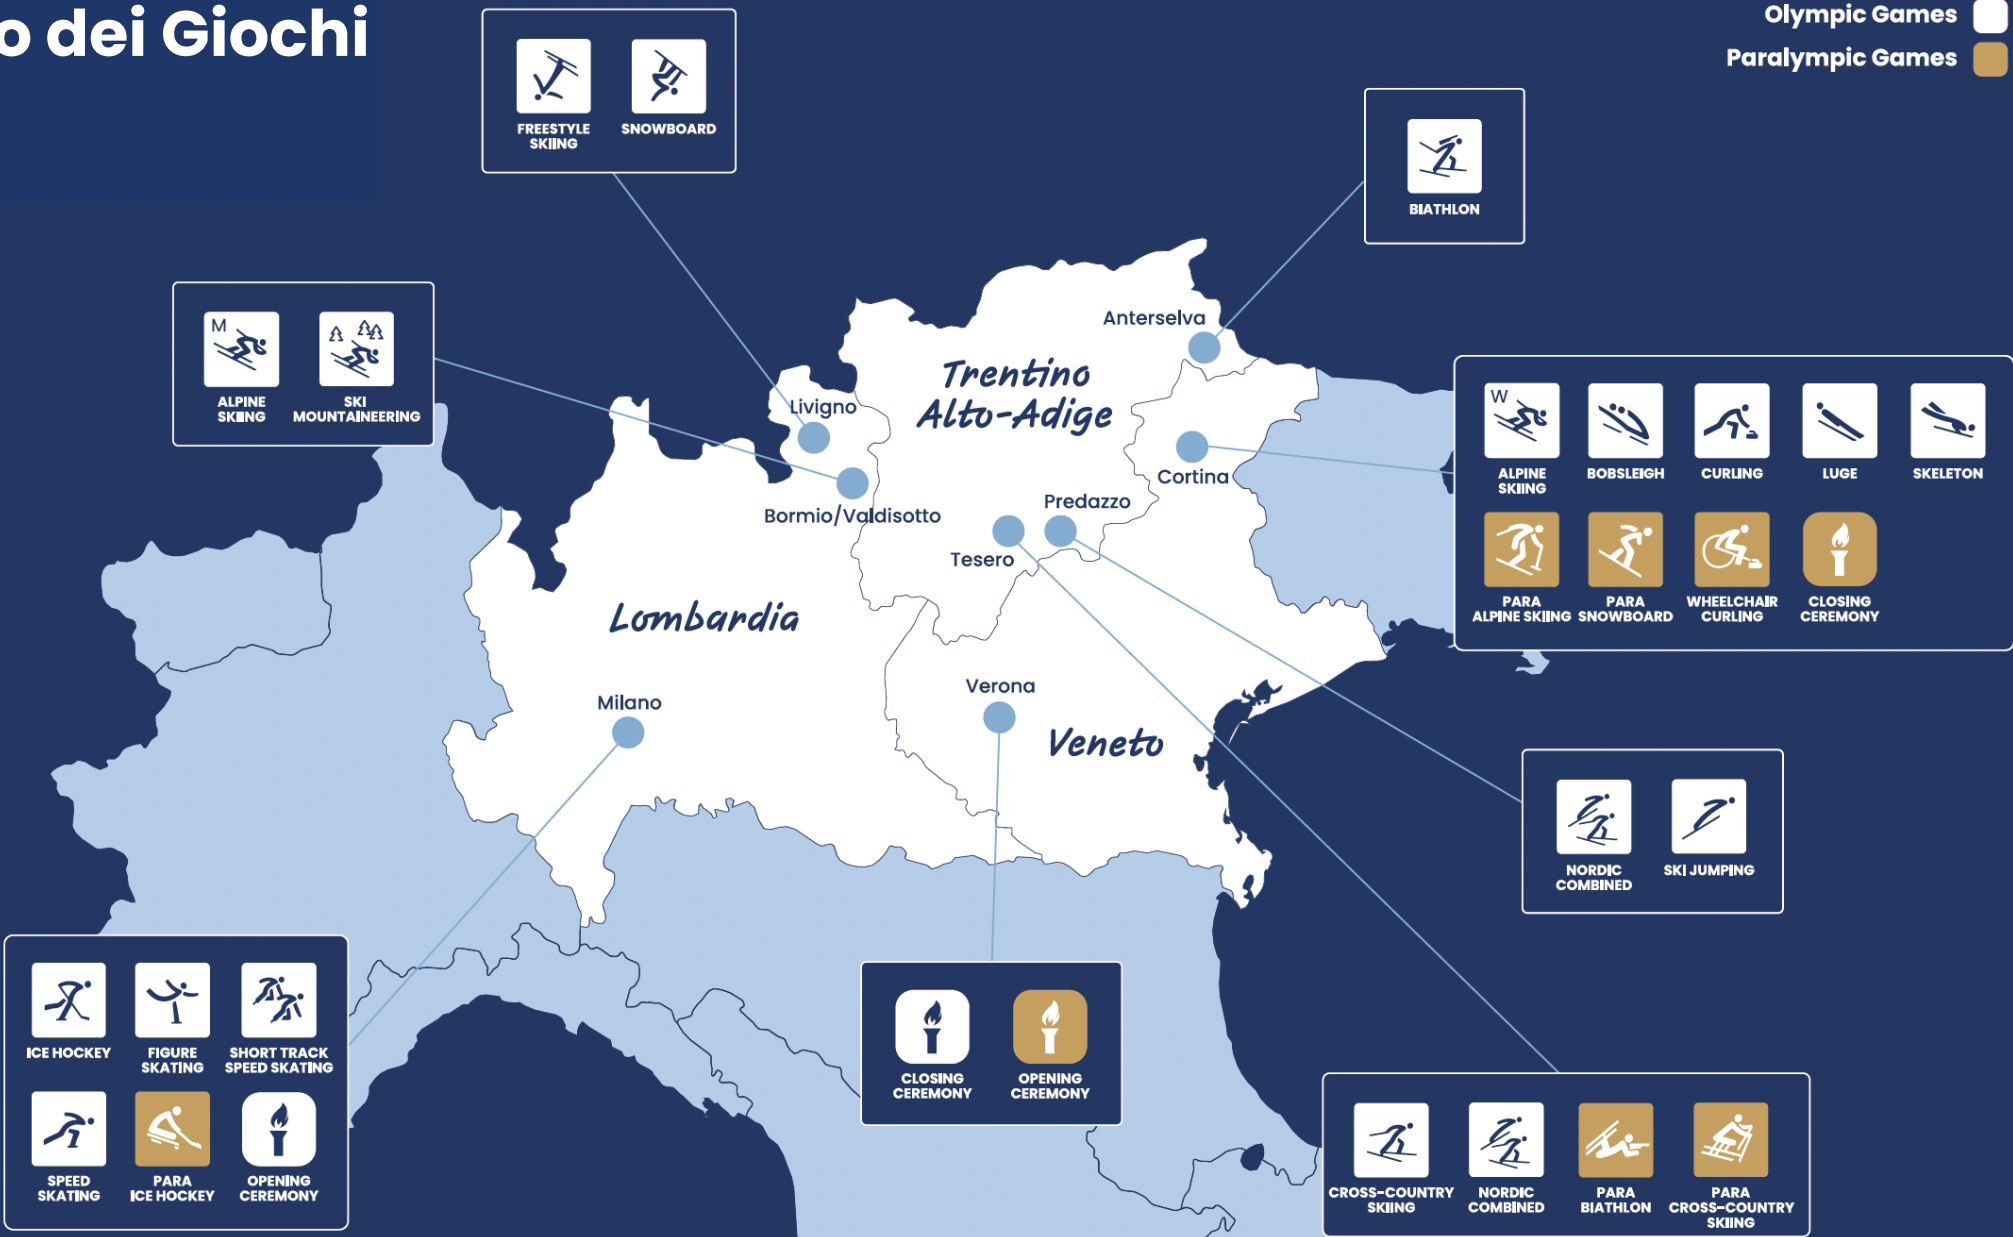 o dei Giochi
Olympic Games
Paralympic Games
FREESTYLE
SKIING
SNOWBOARD
BIATHLON
M
ALPINE
SKIING
SKI
MOUNTAINEERING
Anterselva
Trentino
Alto-Adige
Livigno
Bormio/Valdisotto
Cortina
Predazzo
Tesero
W
ALPINE
SKIING
BOBSLEIGH
CURLING
LUGE
SKELETON
PARA
ALPINE SKIING
PARA
SNOWBOARD
WHEELCHAIR
CURLING
CLOSING
CEREMONY
Lombardia
Milano
Verona
Veneto
NORDIC
COMBINED
SKI JUMPING
ICE HOCKEY
FIGURE
SKATING
SHORT TRACK
SPEED SKATING
SPEED
SKATING
PARA
ICE HOCKEY
OPENING
CEREMONY
CLOSING
CEREMONY
OPENING
CEREMONY
CROSS-COUNTRY
SKIING
NORDIC
COMBINED
PARA
BIATHLON
PARA
CROSS-COUNTRY
SKIING